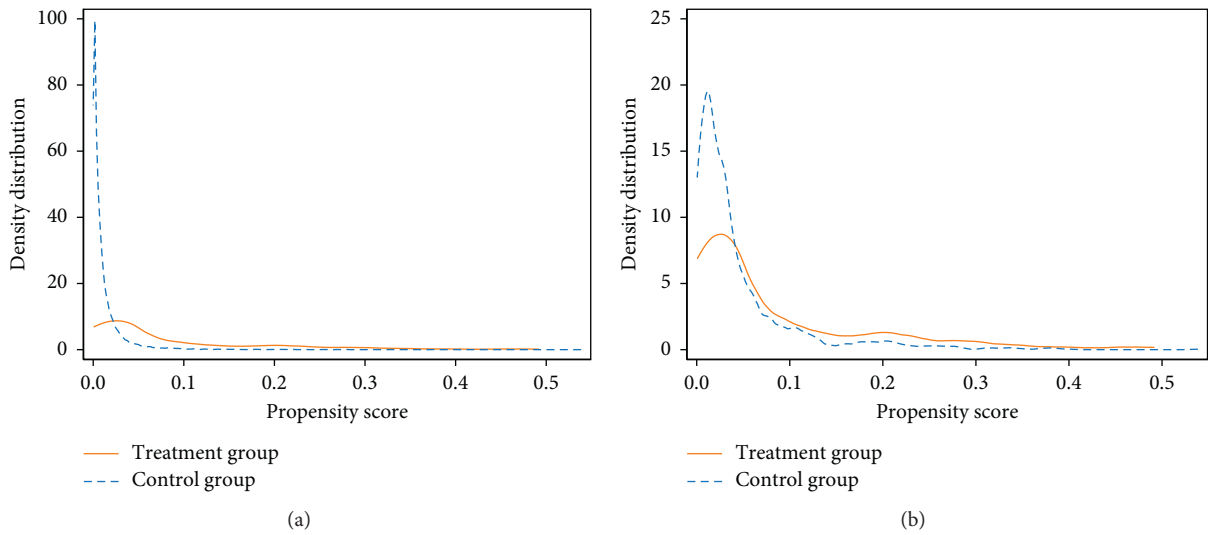 100
80
60
40
20
0
Density distribution
0.0 0.1 0.2 0.3 0.4 0.5
Propensity score
Treatment group
Control group
(a)
25
20
15
10
5
0
Density distribution
0.0 0.1 0.2 0.3 0.4 0.5
Propensity score
Treatment group
Control group
(b)